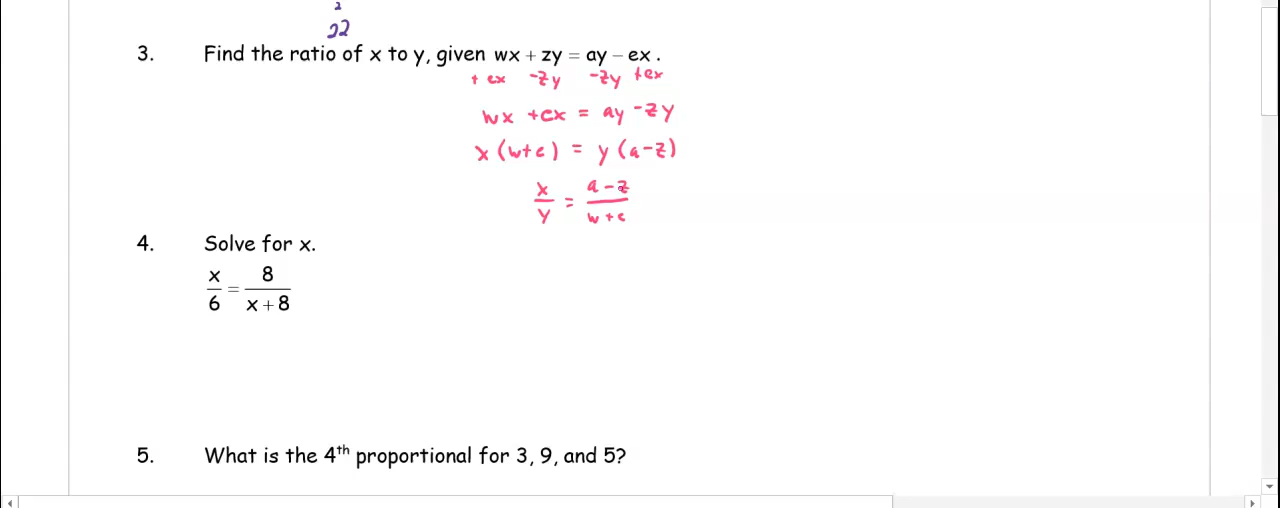 2
22
3. Find the ratio of x to y, given wx + zy = ay − ex .
+ ex -zy -zy +ex
wx +ex = ay -zy
x (w+e) = y (a-z)
x/y = a-z/w+e
4. Solve for x.
x/6 = 8/x+8
5. What is the 4th proportional for 3, 9, and 5?